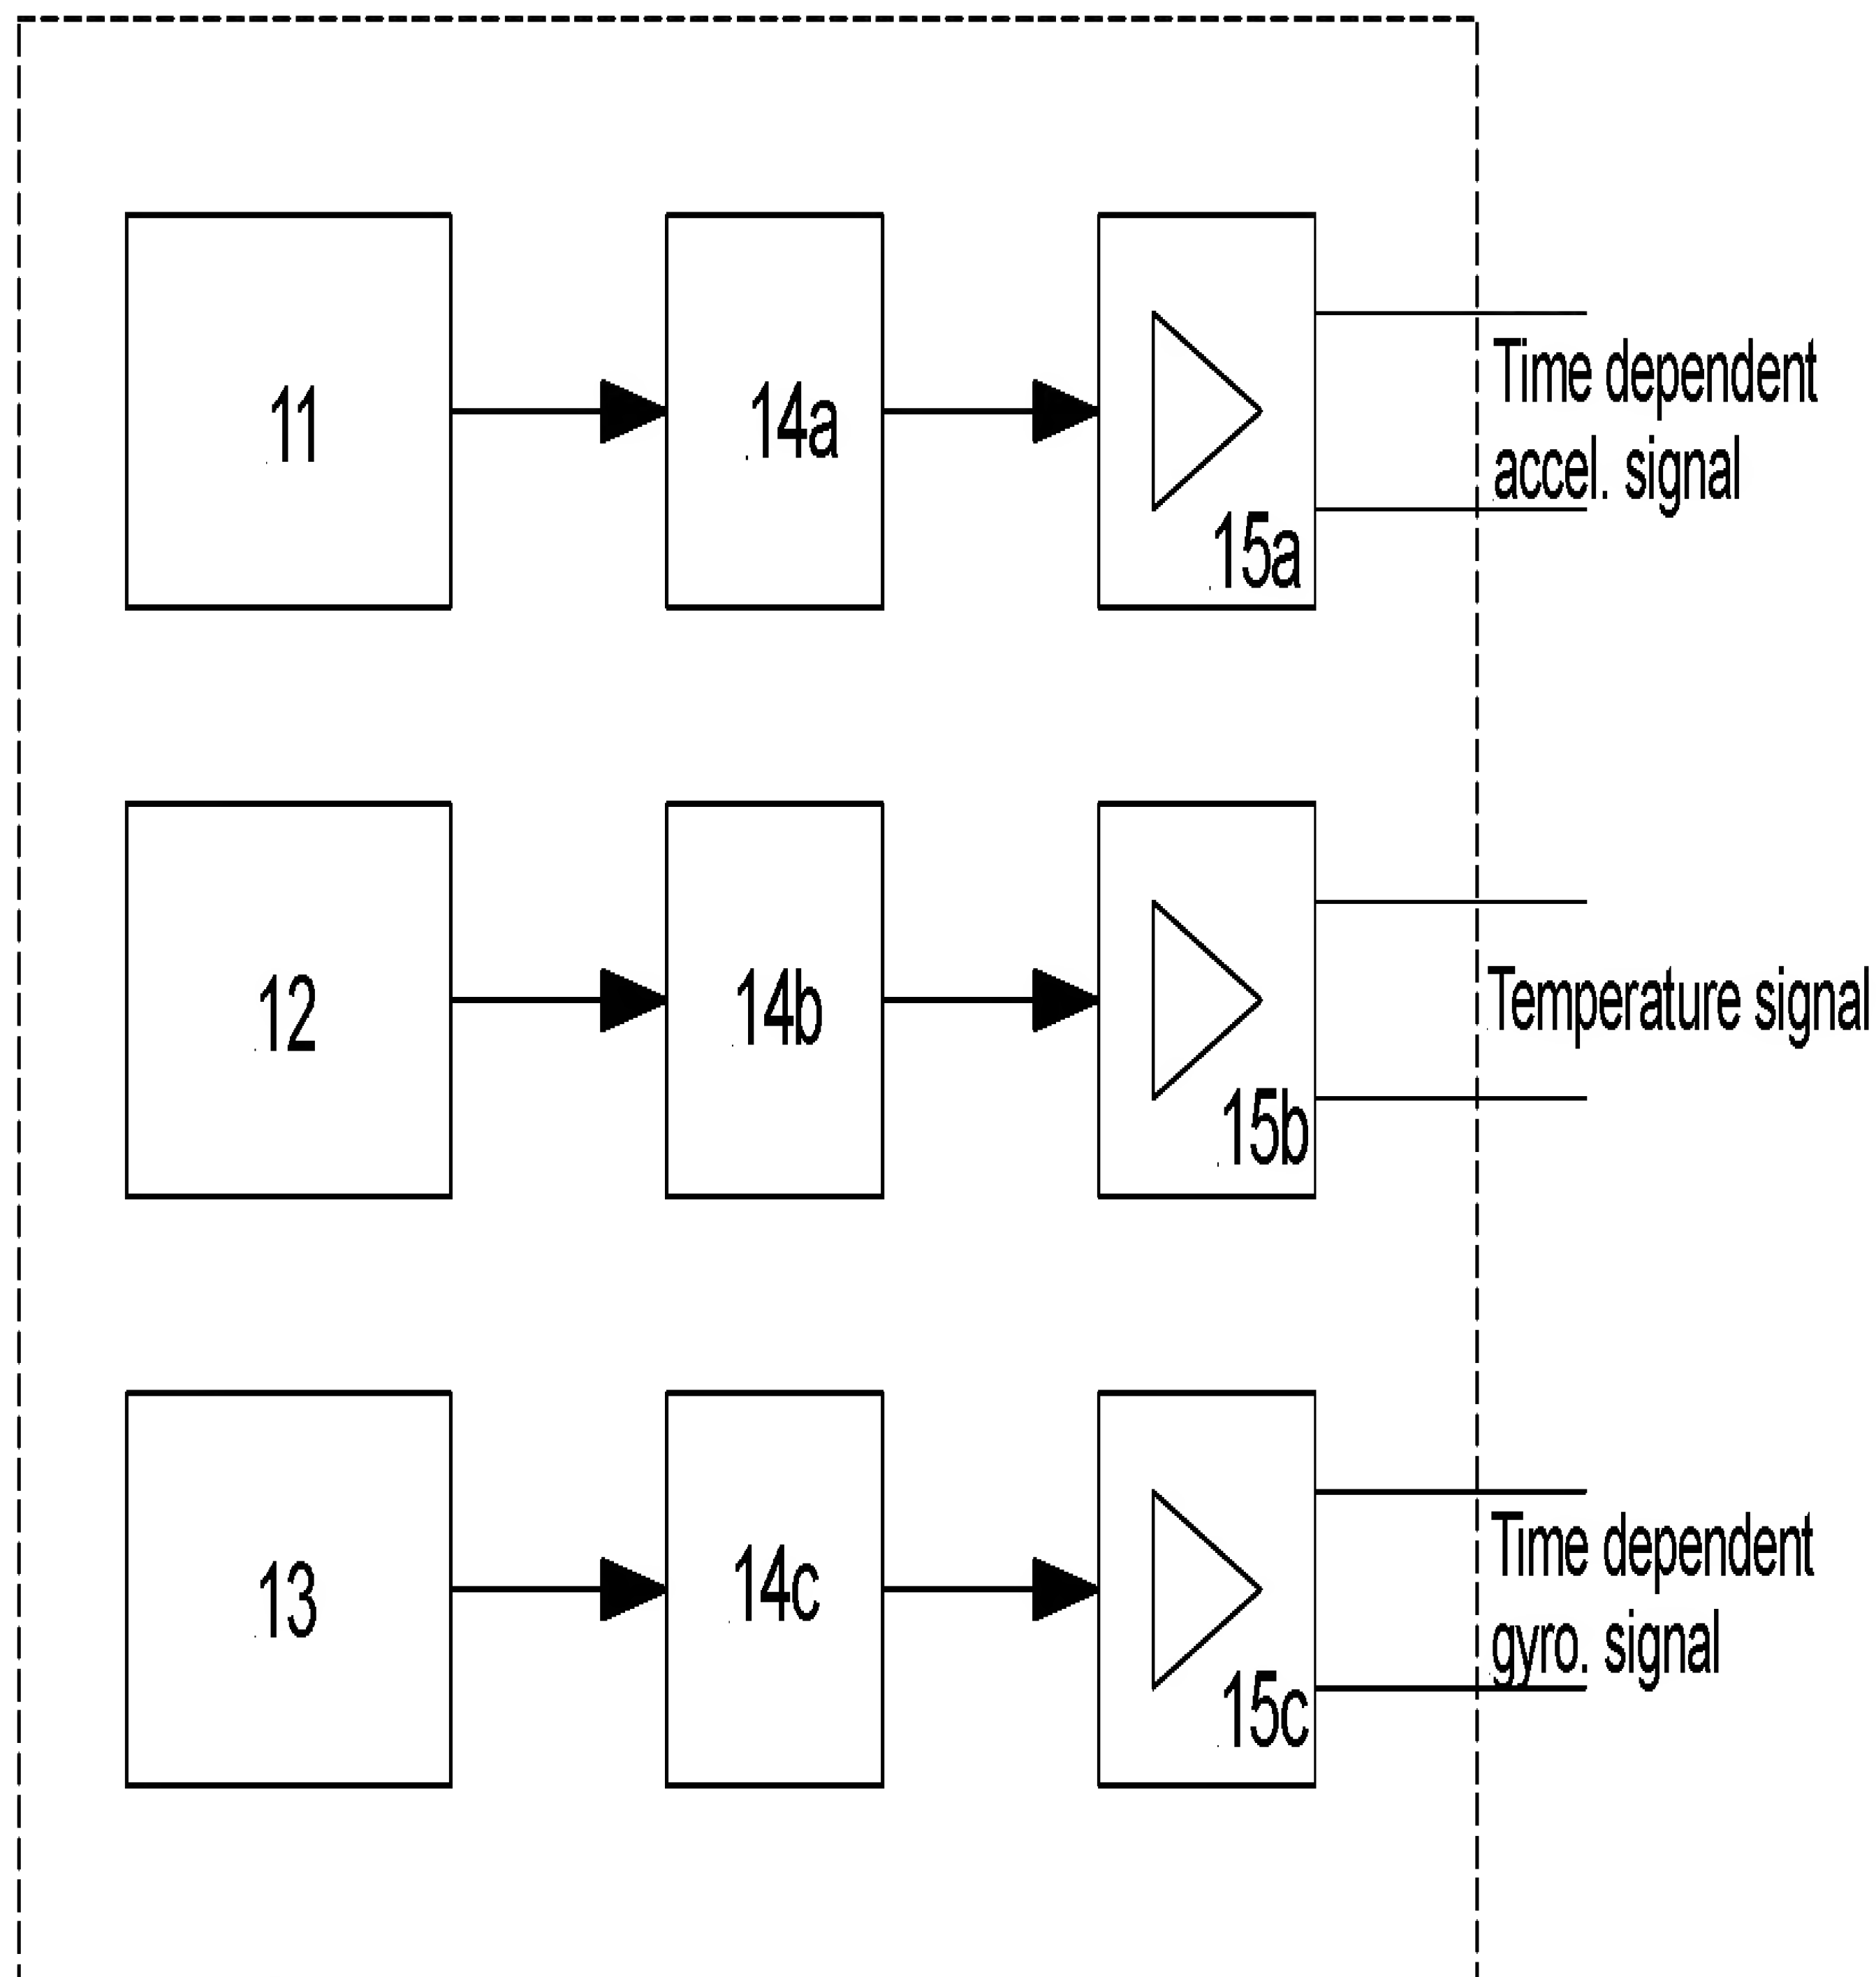 11
14a
15a
Time dependent
accel. signal
12
14b
15b
Temperature signal
13
14c
15c
Time dependent
gyro. signal